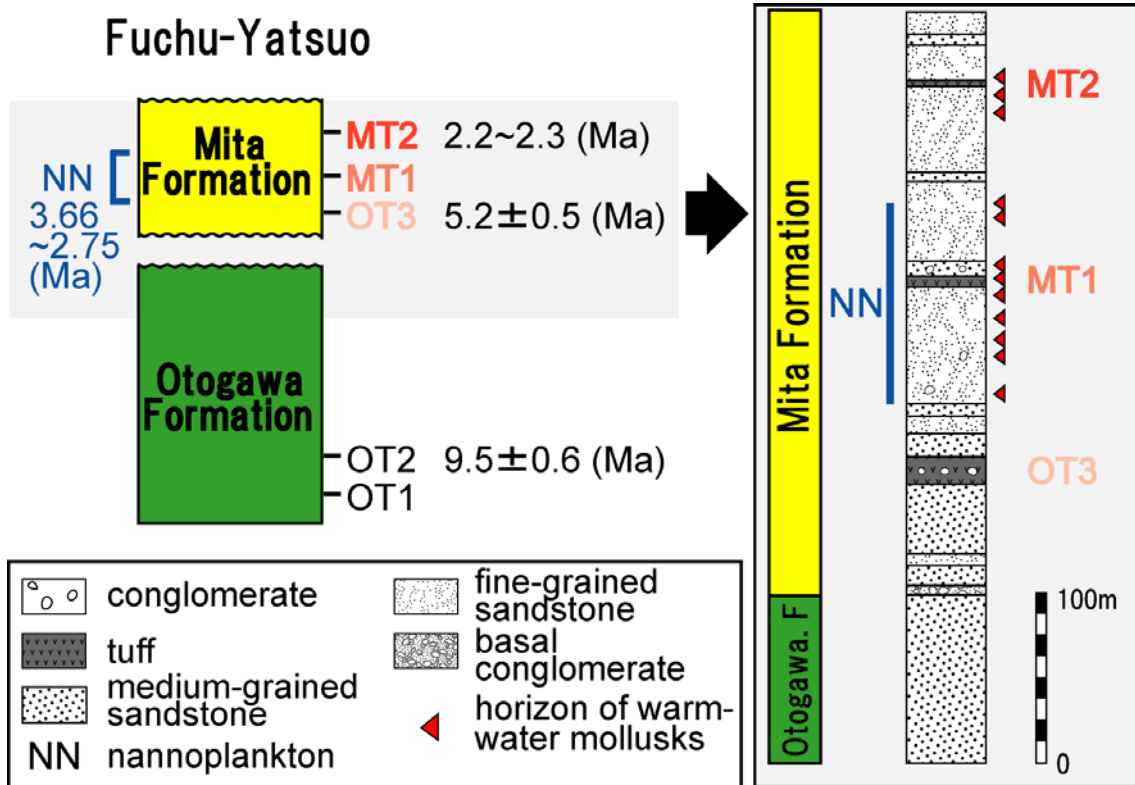 Fuchu-Yatsuo
Mita
Formation
MT2 2.2~2.3 (Ma)
MT1
OT3 5.2±0.5 (Ma)
NN
3.66
~2.75
(Ma)
Otogawa
Formation
OT2 9.5±0.6 (Ma)
OT1
conglomerate
tuff
medium-grained
sandstone
NN nannoplankton
fine-grained
sandstone
basal
conglomerate
horizon of warm-
water mollusks
Mita Formation
Otogawa. F
NN
MT2
MT1
OT3
100m
0